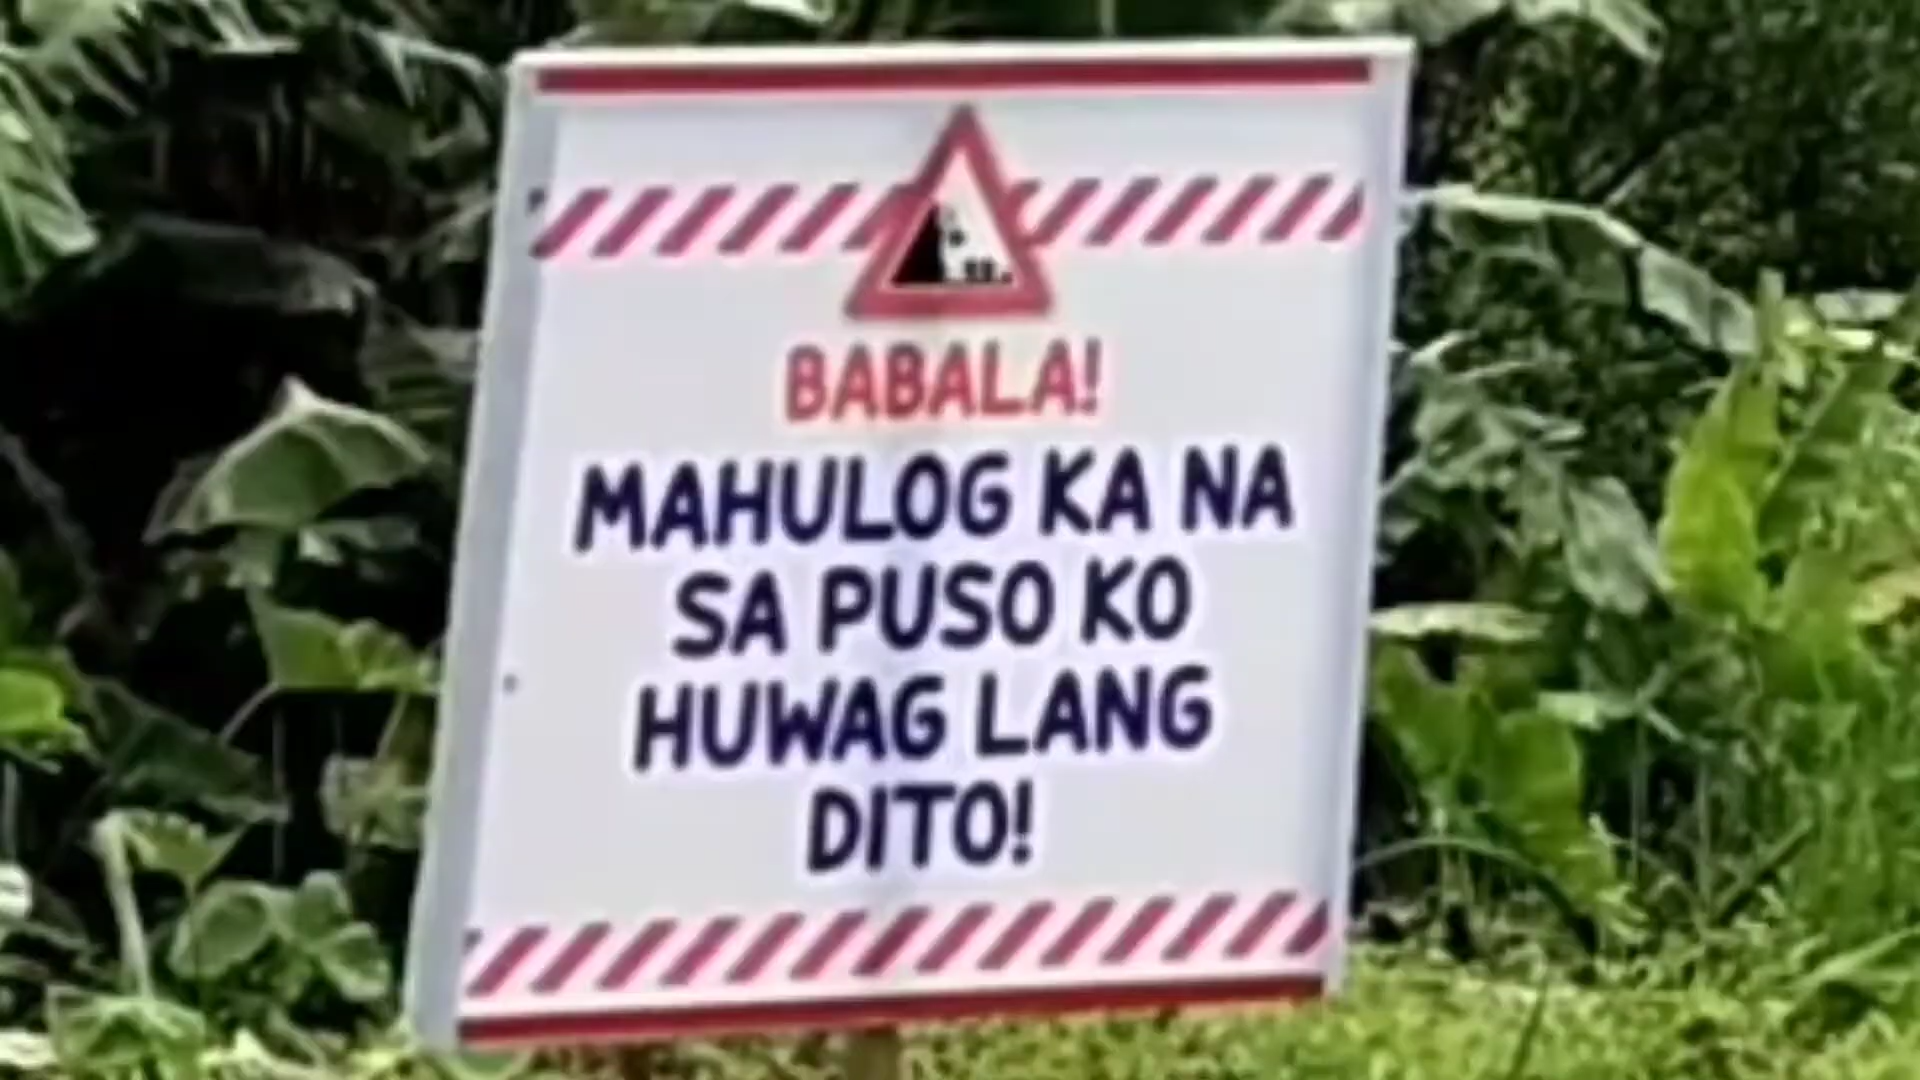 BABALA!
MAHULOG KA NA
SA PUSO KO
HUWAG LANG
DITO!